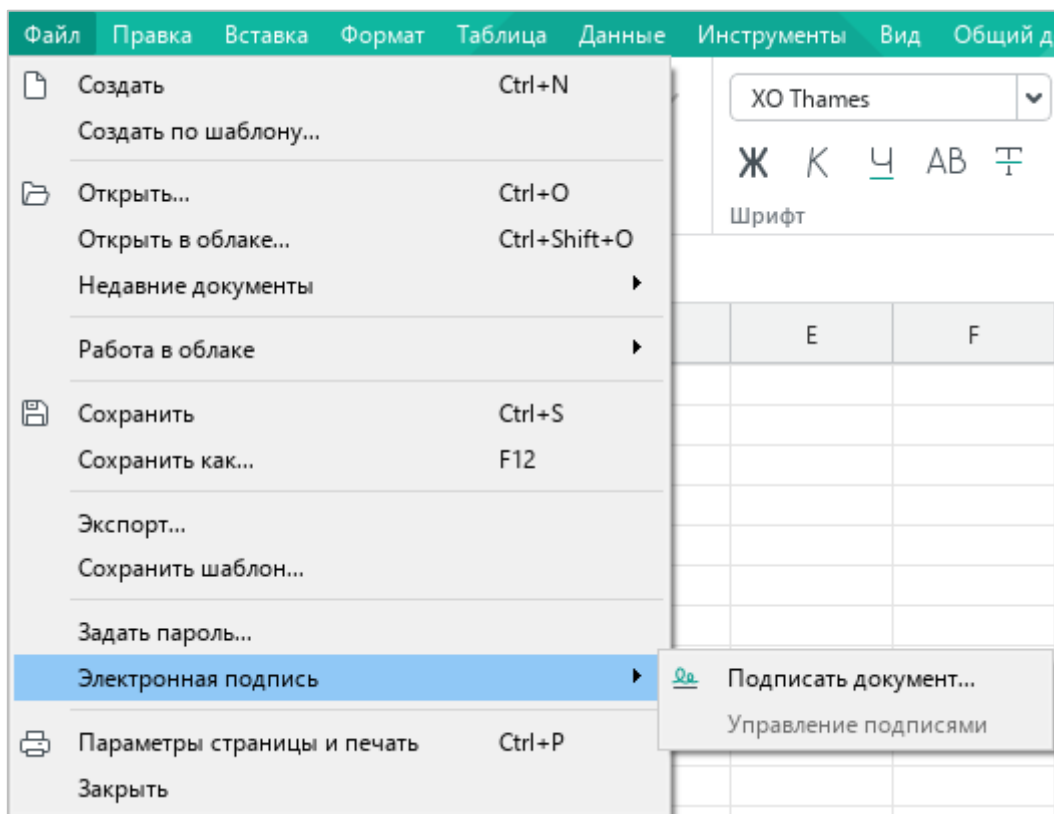 Файл Правка Вставка Формат Таблица Данные Инструменты Вид Общий д
Создать Ctrl+N
XO Thames
Создать по шаблону...
Ж К Ч АВ Т
Открыть... Ctrl+O
Шрифт
Открыть в облаке... Ctrl+Shift+O
Недавние документы
Работа в облаке
E F
Сохранить Ctrl+S
Сохранить как... F12
Экспорт...
Сохранить шаблон...
Задать пароль...
Электронная подпись
Подписать документ...
Управление подписями
Параметры страницы и печать Ctrl+P
Закрыть